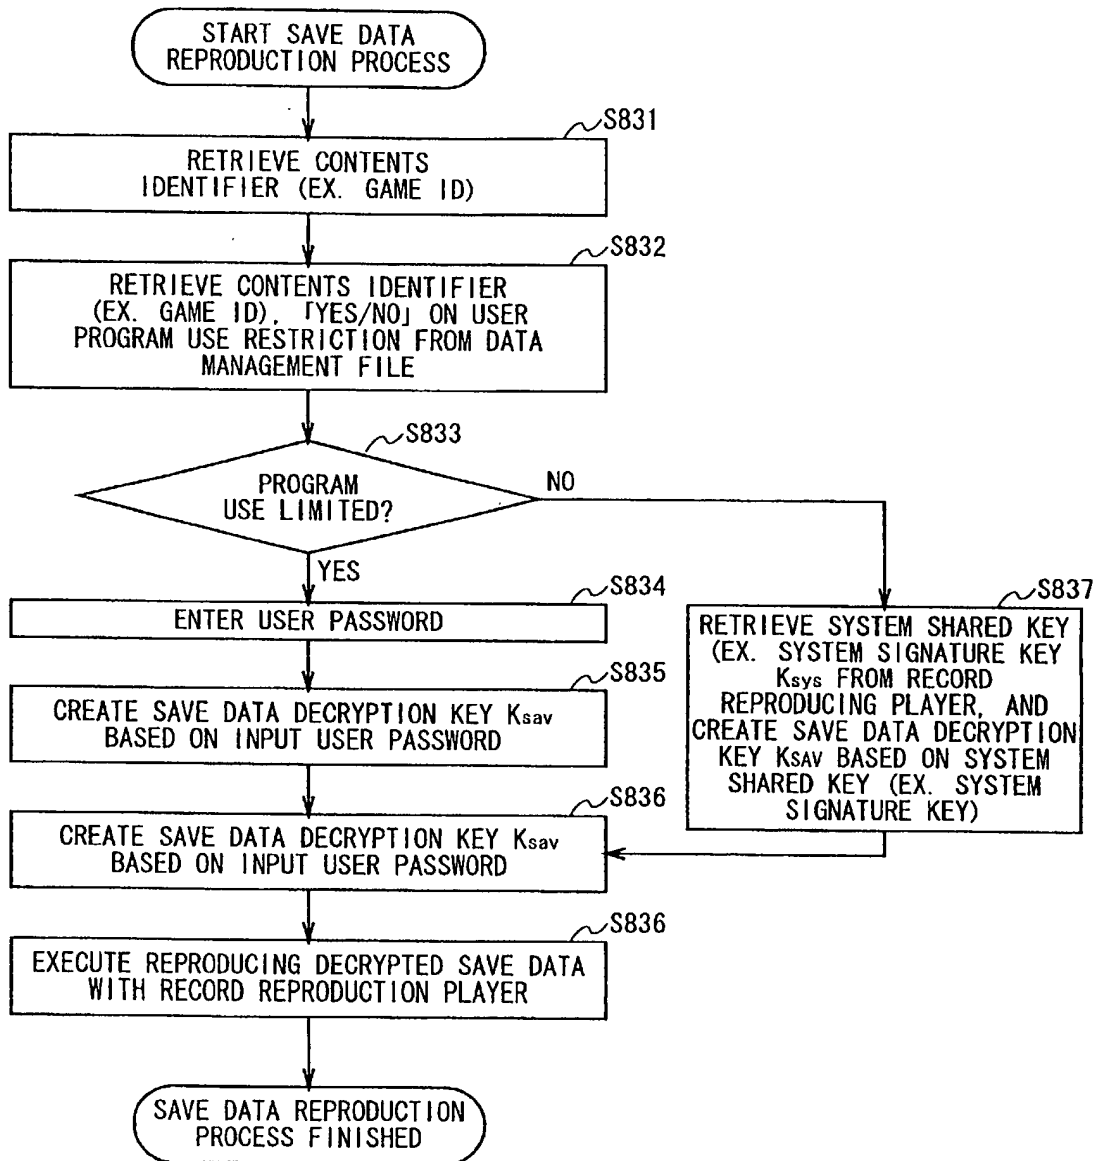 START SAVE DATA
REPRODUCTION PROCESS
S831
RETRIEVE CONTENTS
IDENTIFIER (EX. GAME ID)
S832
RETRIEVE CONTENTS IDENTIFIER
(EX. GAME ID), 「YES/NO」 ON USER
PROGRAM USE RESTRICTION FROM DATA
MANAGEMENT FILE
S833
PROGRAM
USE LIMITED?
NO
YES
S834
ENTER USER PASSWORD
S835
CREATE SAVE DATA DECRYPTION KEY Ksav
BASED ON INPUT USER PASSWORD
S837
RETRIEVE SYSTEM SHARED KEY
(EX. SYSTEM SIGNATURE KEY
Ksys FROM RECORD
REPRODUCING PLAYER, AND
CREATE SAVE DATA DECRYPTION
KEY KSAV BASED ON SYSTEM
SHARED KEY (EX. SYSTEM
SIGNATURE KEY)
S836
CREATE SAVE DATA DECRYPTION KEY Ksav
BASED ON INPUT USER PASSWORD
S836
EXECUTE REPRODUCING DECRYPTED SAVE DATA
WITH RECORD REPRODUCTION PLAYER
SAVE DATA REPRODUCTION
PROCESS FINISHED